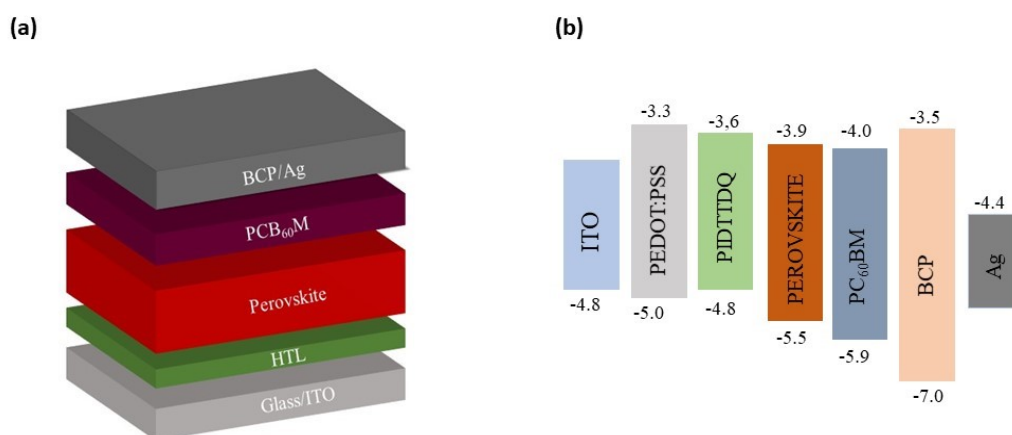 (a)
BCP/Ag
PCB₆₀M
Perovskite
HTL
Glass/ITO
(b)
-3.3
-3,6
-3.9
-4.0
-3.5
-4.4
ITO
PEDOT:PSS
PIDTTDQ
PEROVSKITE
PC₆₀BM
BCP
Ag
-4.8
-5.0
-4.8
-5.5
-5.9
-7.0